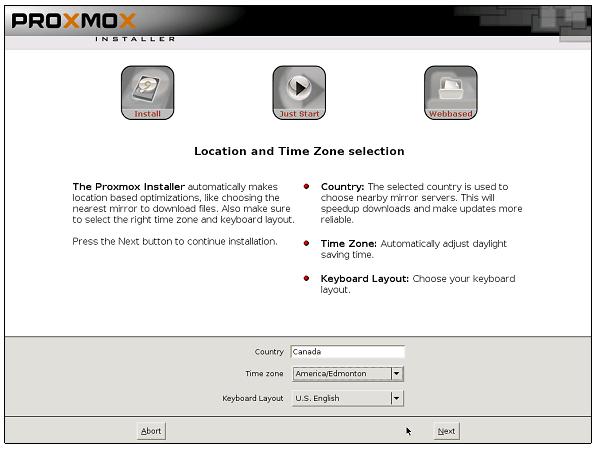 PROXMOX
INSTALLER
Install
Just Start
Webbased
Location and Time Zone selection
The Proxmox Installer automatically makes
location based optimizations, like choosing the
nearest mirror to download files. Also make sure
to select the right time zone and keyboard layout.
Press the Next button to continue installation.
Country: The selected country is used to
choose nearby mirror servers. This will
speedup downloads and make updates more
reliable.
Time Zone: Automatically adjust daylight
saving time.
Keyboard Layout: Choose your keyboard
layout.
Country Canada
Time zone America/Edmonton
Keyboard Layout U.S. English
Abort Next